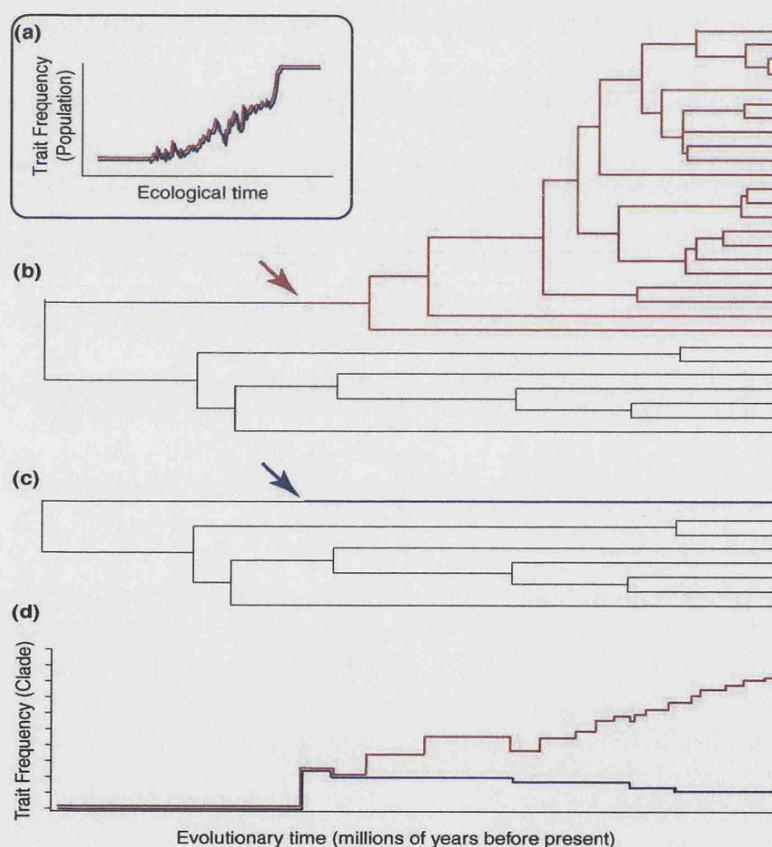 (a)
Trait Frequency
(Population)
Ecological time
(b)
(c)
(d)
Trait Frequency (Clade)
Evolutionary time (millions of years before present)